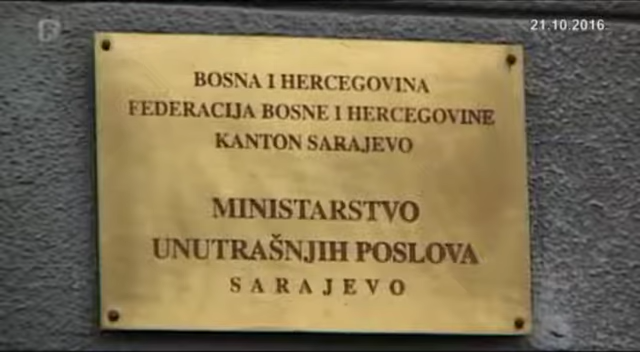 21.10.2016
BOSNA I HERCEGOVINA
FEDERACIJA BOSNE I HERCEGOVINE
KANTON SARAJEVO
MINISTARSTVO
UNUTRAŠNJIH POSLOVA
SARAJEVO